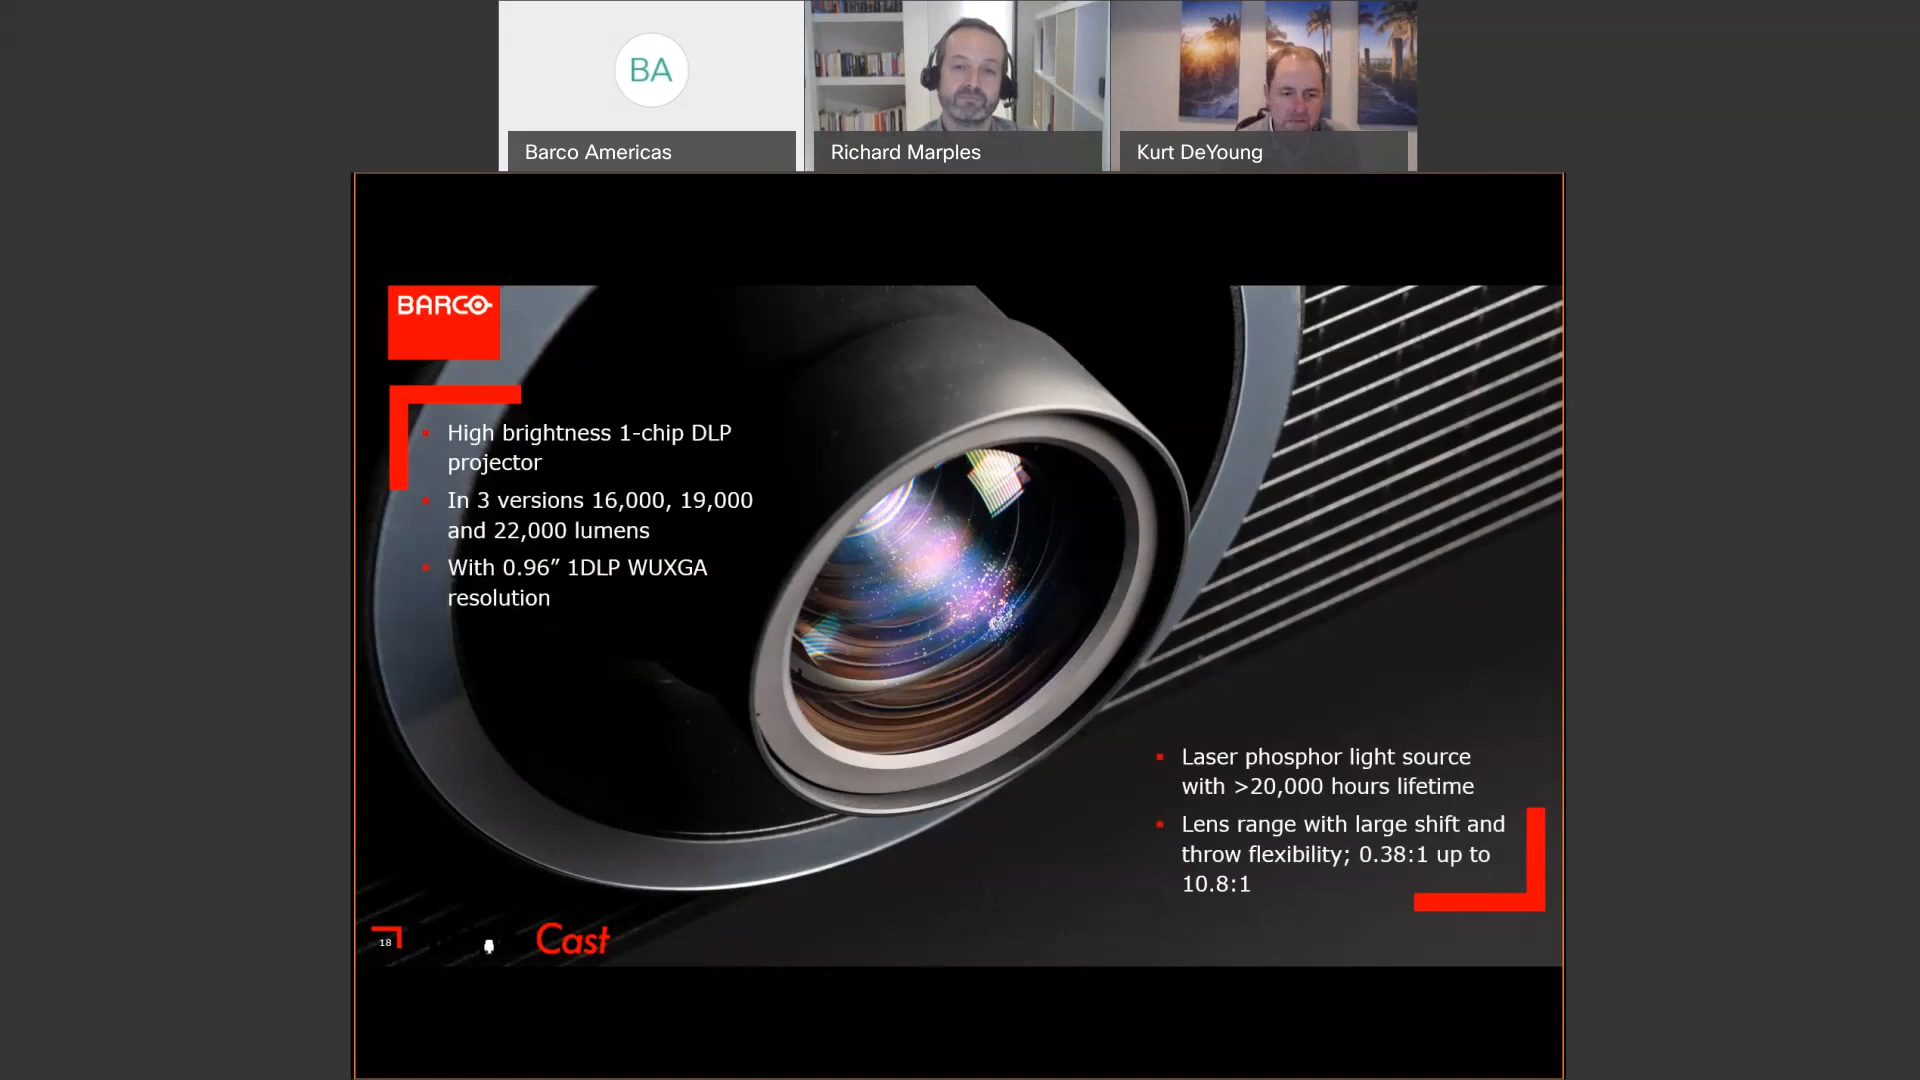 BA
Barco Americas
Richard Marples
Kurt DeYoung
BARCO
▪ High brightness 1-chip DLP
projector
▪ In 3 versions 16,000, 19,000
and 22,000 lumens
▪ With 0.96” 1DLP WUXGA
resolution
▪ Laser phosphor light source
with >20,000 hours lifetime
▪ Lens range with large shift and
throw flexibility; 0.38:1 up to
10.8:1
18
Cast